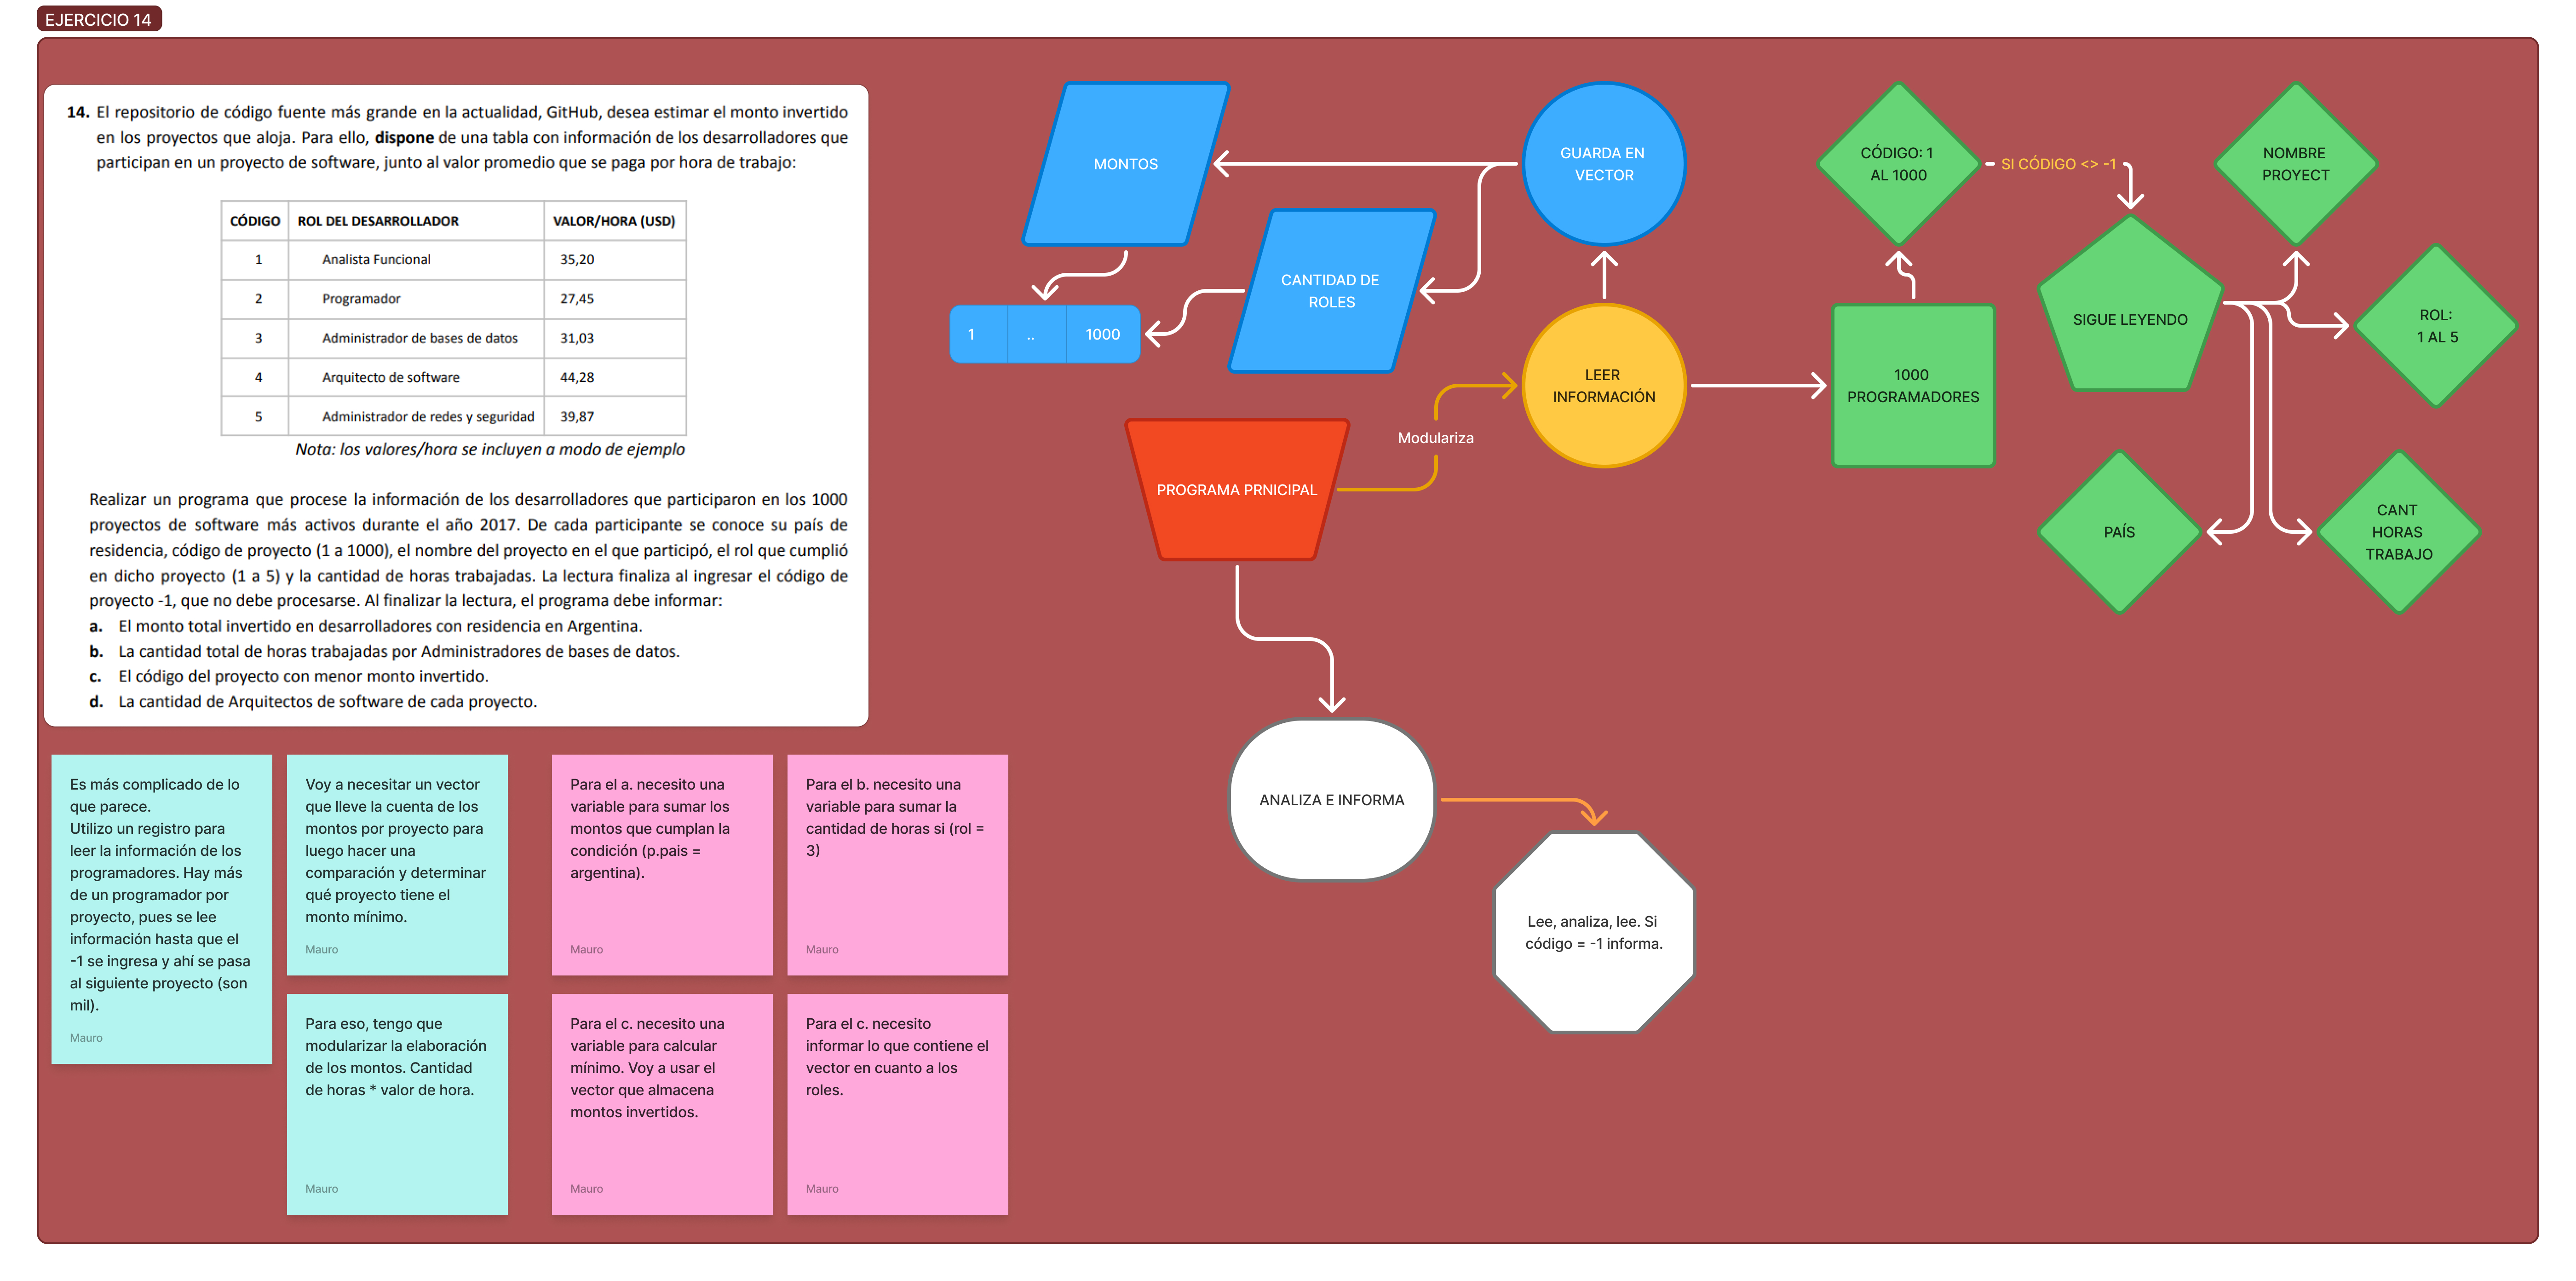 EJERCICIO 14
14. El repositorio de código fuente más grande en la actualidad, GitHub, desea estimar el monto invertido
en los proyectos que aloja. Para ello, dispone de una tabla con información de los desarrolladores que
participan en un proyecto de software, junto al valor promedio que se paga por hora de trabajo:
CÓDIGO ROL DEL DESARROLLADOR VALOR/HORA (USD)
1 Analista Funcional 35,20
2 Programador 27,45
3 Administrador de bases de datos 31,03
4 Arquitecto de software 44,28
5 Administrador de redes y seguridad 39,87
Nota: los valores/hora se incluyen a modo de ejemplo
Realizar un programa que procese la información de los desarrolladores que participaron en los 1000
proyectos de software más activos durante el año 2017. De cada participante se conoce su país de
residencia, código de proyecto (1 a 1000), el nombre del proyecto en el que participó, el rol que cumplió
en dicho proyecto (1 a 5) y la cantidad de horas trabajadas. La lectura finaliza al ingresar el código de
proyecto -1, que no debe procesarse. Al finalizar la lectura, el programa debe informar:
a. El monto total invertido en desarrolladores con residencia en Argentina.
b. La cantidad total de horas trabajadas por Administradores de bases de datos.
c. El código del proyecto con menor monto invertido.
d. La cantidad de Arquitectos de software de cada proyecto.
Es más complicado de lo
que parece.
Utilizo un registro para
leer la información de los
programadores. Hay más
de un programador por
proyecto, pues se lee
información hasta que el
-1 se ingresa y ahí se pasa
al siguiente proyecto (son
mil).
Mauro
Voy a necesitar un vector
que lleve la cuenta de los
montos por proyecto para
luego hacer una
comparación y determinar
qué proyecto tiene el
monto mínimo.
Mauro
Para eso, tengo que
modularizar la elaboración
de los montos. Cantidad
de horas * valor de hora.
Mauro
Para el a. necesito una
variable para sumar los
montos que cumplan la
condición (p.pais =
argentina).
Mauro
Para el b. necesito una
variable para sumar la
cantidad de horas si (rol =
3)
Mauro
Para el c. necesito una
variable para calcular
mínimo. Voy a usar el
vector que almacena
montos invertidos.
Mauro
Para el c. necesito
informar lo que contiene el
vector en cuanto a los
roles.
Mauro
MONTOS
GUARDA EN
VECTOR
CANTIDAD DE
ROLES
1 .. 1000
LEER
INFORMACIÓN
Modulariza
PROGRAMA PRNICIPAL
1000
PROGRAMADORES
CÓDIGO: 1
AL 1000
SI CÓDIGO <> -1
SIGUE LEYENDO
NOMBRE
PROYECT
ROL:
1 AL 5
PAÍS
CANT
HORAS
TRABAJO
ANALIZA E INFORMA
Lee, analiza, lee. Si
código = -1 informa.